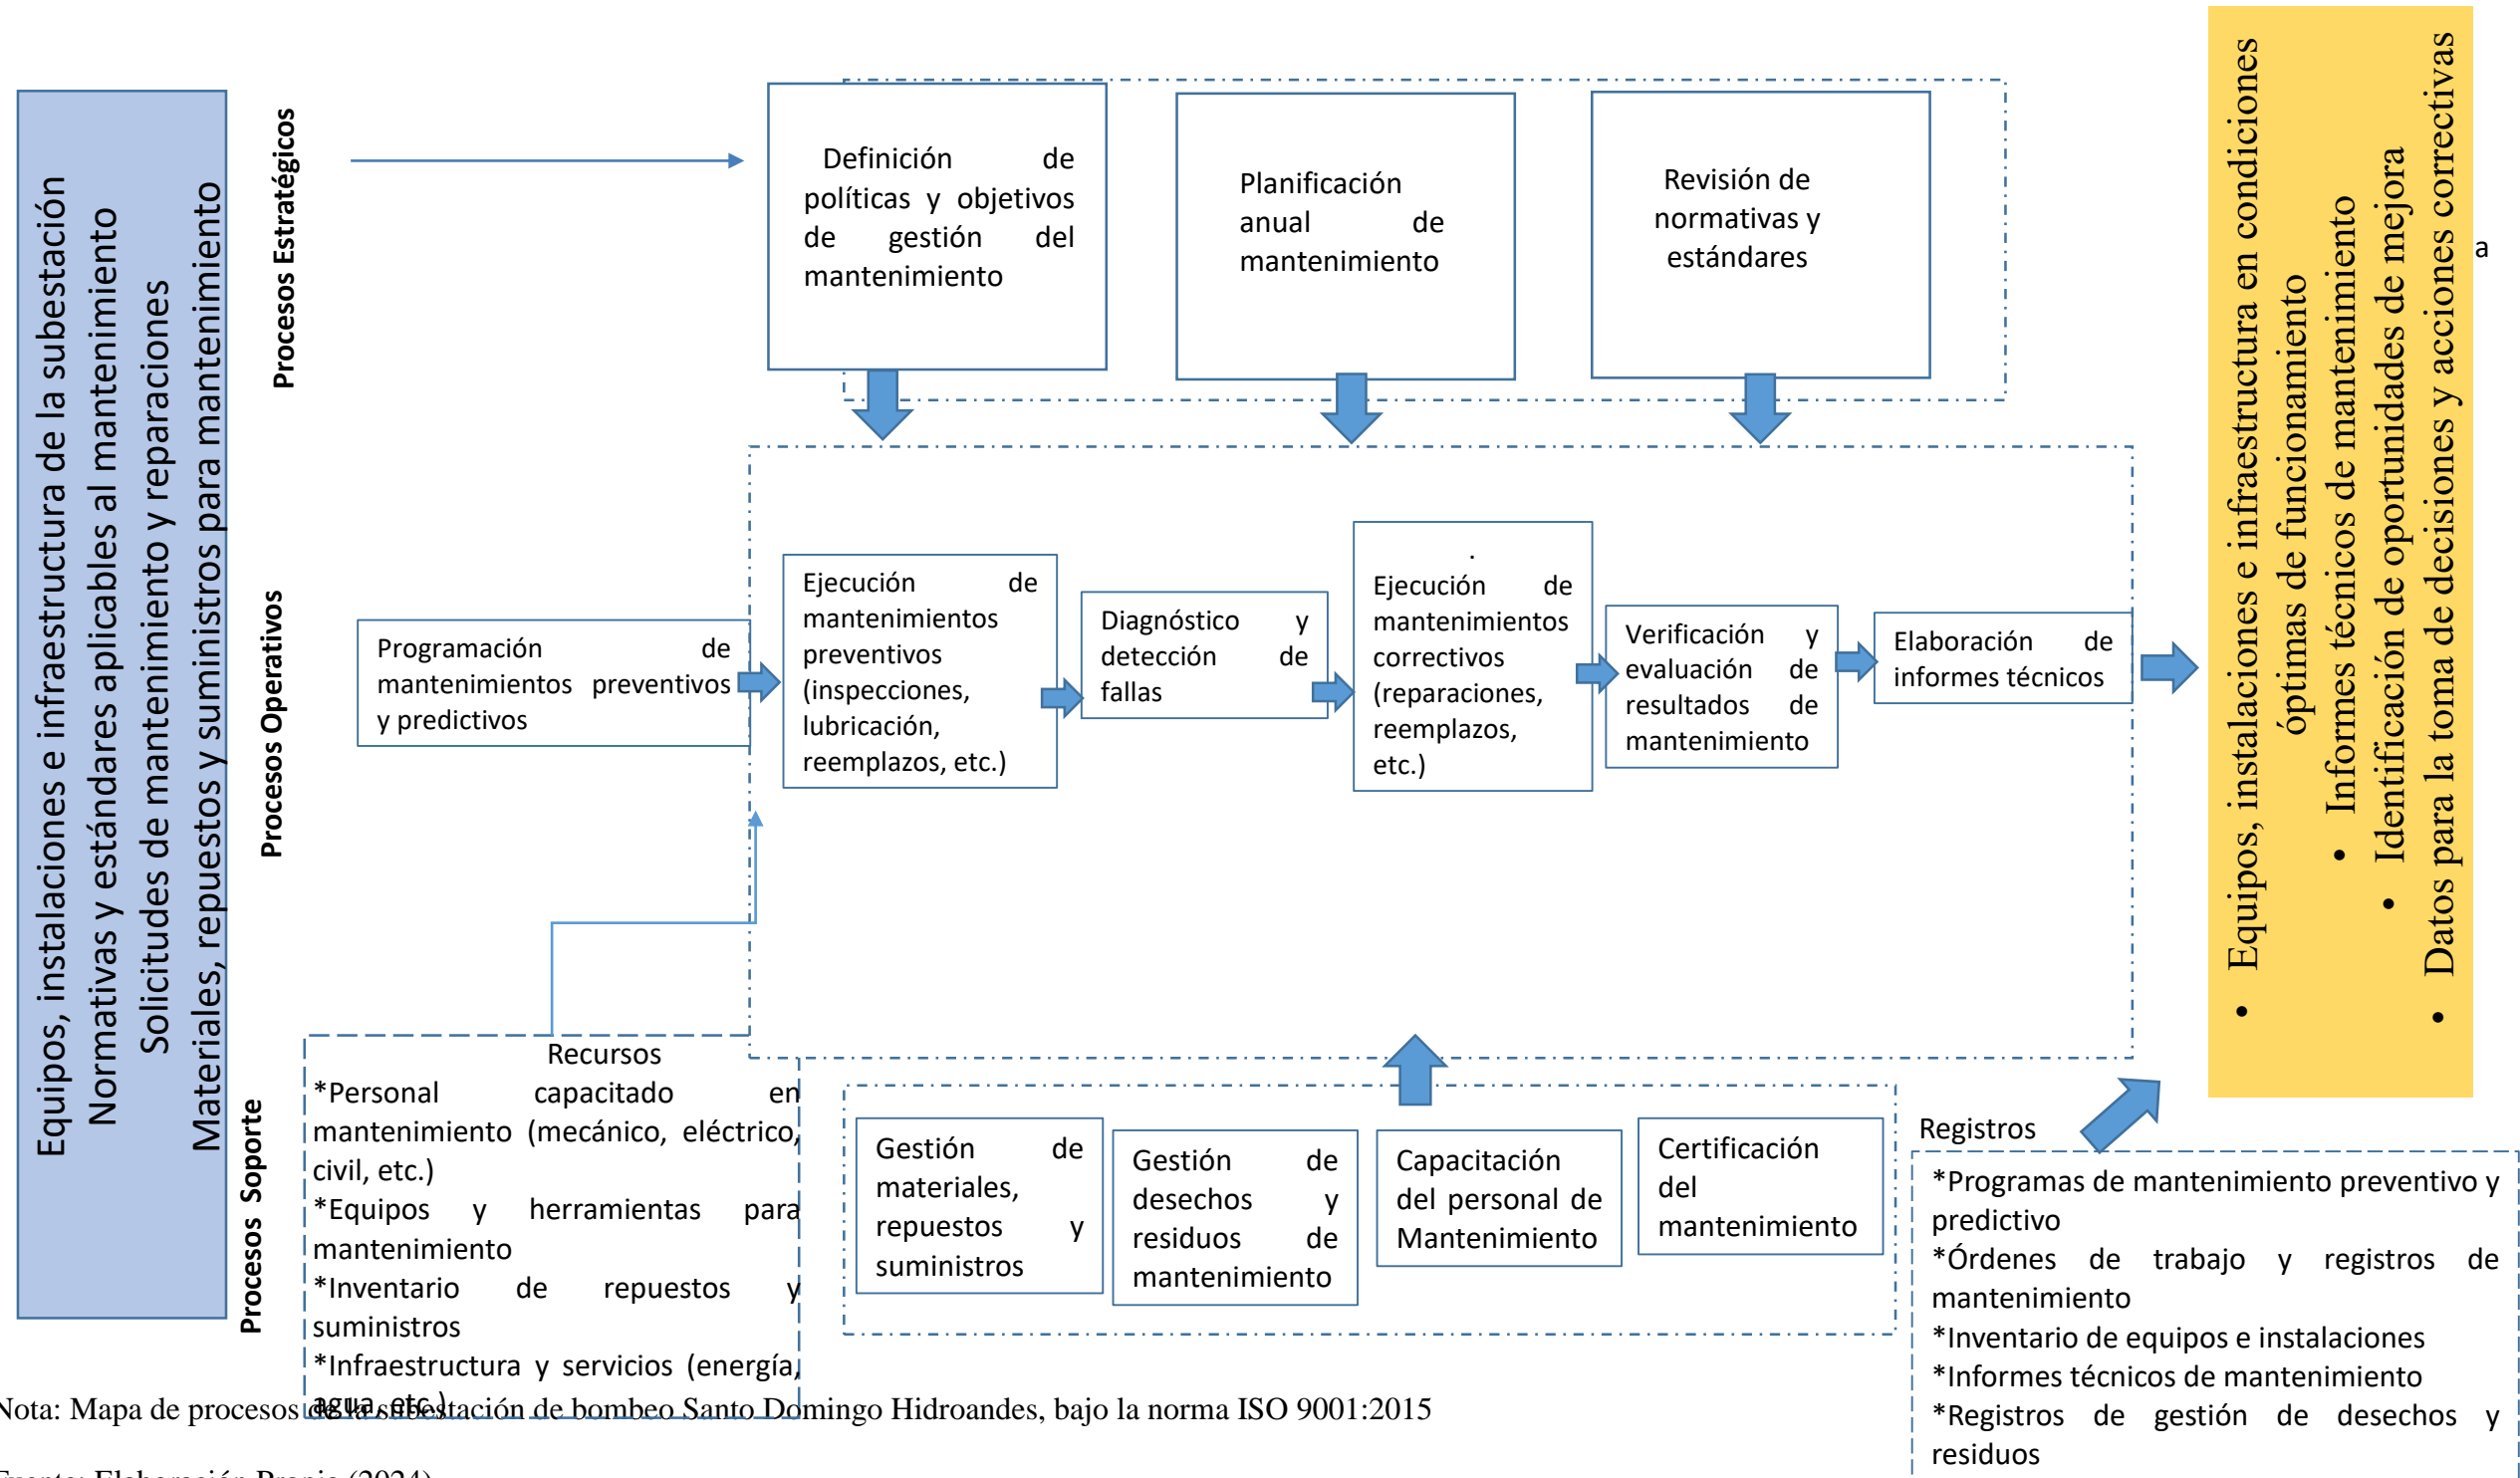 Equipos, instalaciones e infraestructura de la subestación
Normativas y estándares aplicables al mantenimiento
Solicitudes de mantenimiento y reparaciones
Materiales, repuestos y suministros para mantenimiento
Procesos Estratégicos
Definición de
políticas y objetivos
de gestión del
mantenimiento
Planificación
anual de
mantenimiento
Revisión de
normativas y
estándares
a
Procesos Operativos
Programación de
mantenimientos preventivos
y predictivos
Ejecución de
mantenimientos
preventivos
(inspecciones,
lubricación,
reemplazos, etc.)
Diagnóstico y
detección de
fallas
.
Ejecución de
mantenimientos
correctivos
(reparaciones,
reemplazos,
etc.)
Verificación y
evaluación de
resultados de
mantenimiento
Elaboración de
informes técnicos
• Equipos, instalaciones e infraestructura en condiciones
óptimas de funcionamiento
• Informes técnicos de mantenimiento
• Identificación de oportunidades de mejora
• Datos para la toma de decisiones y acciones correctivas
Procesos Soporte
Recursos
*Personal capacitado en
mantenimiento (mecánico, eléctrico,
civil, etc.)
*Equipos y herramientas para
mantenimiento
*Inventario de repuestos y
suministros
*Infraestructura y servicios (energía,
agua, etc.)
Gestión de
materiales,
repuestos y
suministros
Gestión de
desechos y
residuos de
mantenimiento
Capacitación
del personal de
Mantenimiento
Certificación
del
mantenimiento
Registros
*Programas de mantenimiento preventivo y
predictivo
*Órdenes de trabajo y registros de
mantenimiento
*Inventario de equipos e instalaciones
*Informes técnicos de mantenimiento
*Registros de gestión de desechos y
residuos
Nota: Mapa de procesos de la subestación de bombeo Santo Domingo Hidroandes, bajo la norma ISO 9001:2015
Fuente: Elaboración Propia (2024)